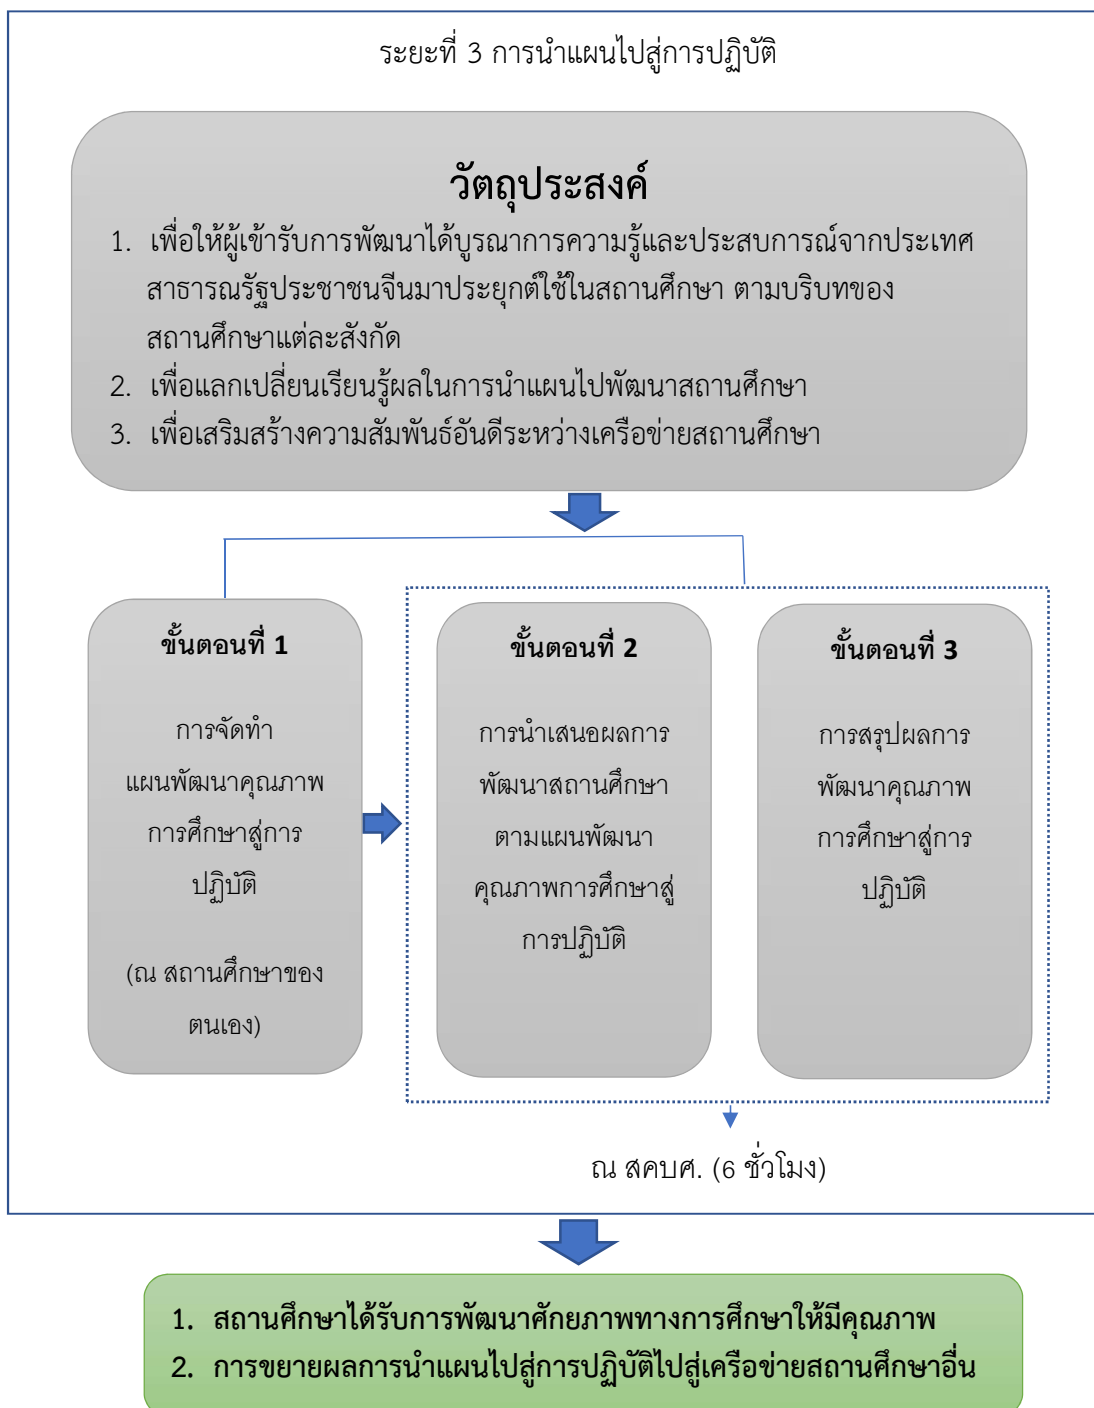 ระยะที่ 3 การนำแผนไปสู่การปฏิบัติ
วัตถุประสงค์
1. เพื่อให้ผู้เข้ารับการพัฒนาได้บูรณาการความรู้และประสบการณ์จากประเทศ
สาธารณรัฐประชาชนจีนมาประยุกต์ใช้ในสถานศึกษา ตามบริบทของ
สถานศึกษาแต่ละสังกัด
2. เพื่อแลกเปลี่ยนเรียนรู้ผลในการนำแผนไปพัฒนาสถานศึกษา
3. เพื่อเสริมสร้างความสัมพันธ์อันดีระหว่างเครือข่ายสถานศึกษา
ขั้นตอนที่ 1
การจัดทำ
แผนพัฒนาคุณภาพ
การศึกษาสู่การ
ปฏิบัติ
(ณ สถานศึกษาของ
ตนเอง)
ขั้นตอนที่ 2
การนำเสนอผลการ
พัฒนาสถานศึกษา
ตามแผนพัฒนา
คุณภาพการศึกษาสู่
การปฏิบัติ
ขั้นตอนที่ 3
การสรุปผลการ
พัฒนาคุณภาพ
การศึกษาสู่การ
ปฏิบัติ
ณ สคบศ. (6 ชั่วโมง)
1. สถานศึกษาได้รับการพัฒนาศักยภาพทางการศึกษาให้มีคุณภาพ
2. การขยายผลการนำแผนไปสู่การปฏิบัติไปสู่เครือข่ายสถานศึกษาอื่น